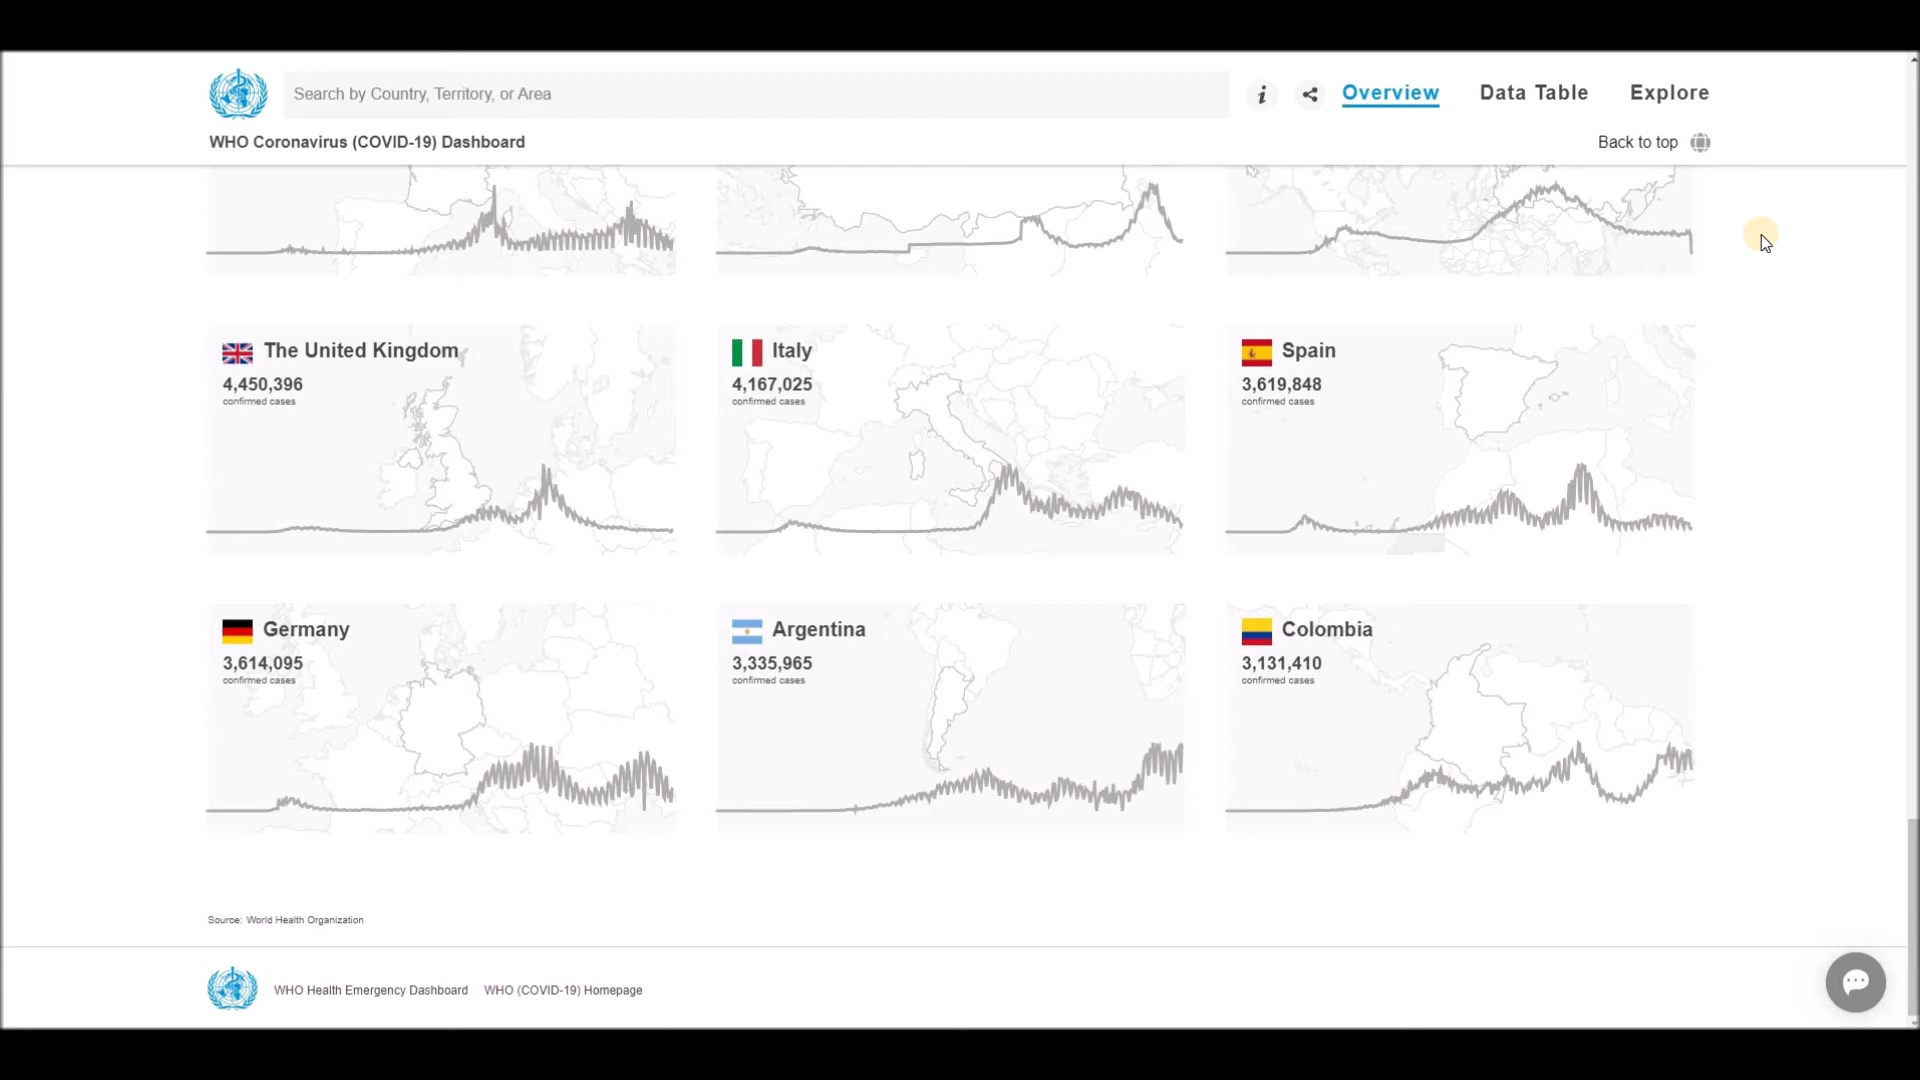 Search by Country, Territory, or Area
i
Overview
Data Table
Explore
WHO Coronavirus (COVID-19) Dashboard
Back to top
The United Kingdom
4,450,396
confirmed cases
Italy
4,167,025
confirmed cases
Spain
3,619,848
confirmed cases
Germany
3,614,095
confirmed cases
Argentina
3,335,965
confirmed cases
Colombia
3,131,410
confirmed cases
Source: World Health Organization
WHO Health Emergency Dashboard
WHO (COVID-19) Homepage